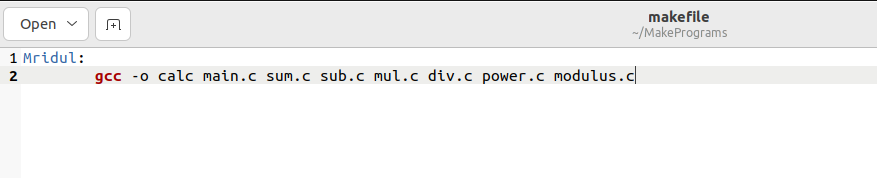 Open
makefile
~/MakePrograms
1 Mridul:
2 gcc -o calc main.c sum.c sub.c mul.c div.c power.c modulus.c